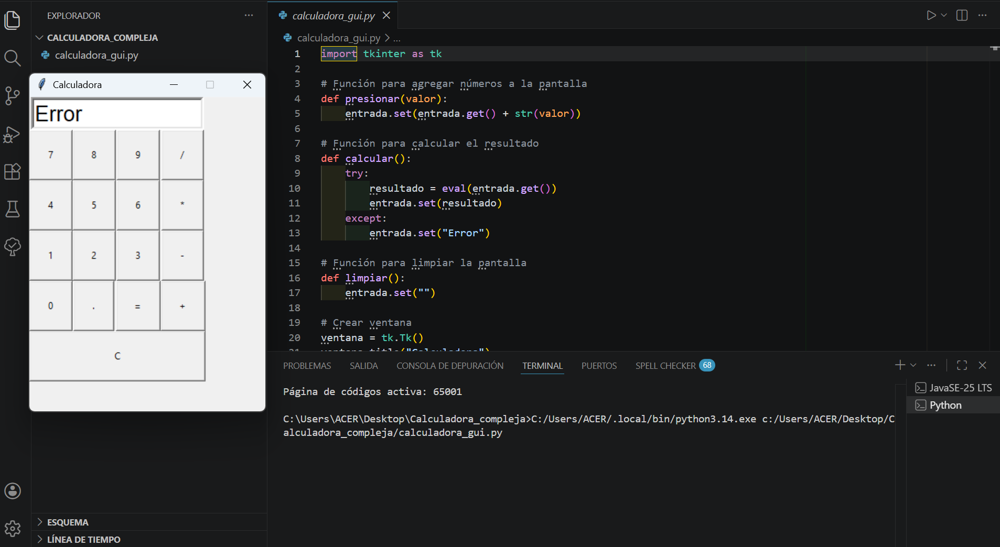 EXPLORADOR
CALCULADORA_COMPLEJA
calculadora_gui.py
Calculadora
Error
7 8 9 /
4 5 6 *
1 2 3 -
0 . = +
C
ESQUEMA
LÍNEA DE TIEMPO
calculadora_gui.py
calculadora_gui.py > ...
1 import tkinter as tk
2
3 # Función para agregar números a la pantalla
4 def presionar(valor):
5     entrada.set(entrada.get() + str(valor))
6
7 # Función para calcular el resultado
8 def calcular():
9     try:
10         resultado = eval(entrada.get())
11         entrada.set(resultado)
12     except:
13         entrada.set("Error")
14
15 # Función para limpiar la pantalla
16 def limpiar():
17     entrada.set("")
18
19 # Crear ventana
20 ventana = tk.Tk()
21 ventana.title("Calculadora")
PROBLEMAS SALIDA CONSOLA DE DEPURACIÓN TERMINAL PUERTOS SPELL CHECKER 68
Página de códigos activa: 65001
C:\Users\ACER\Desktop\Calculadora_compleja>C:/Users/ACER/.local/bin/python3.14.exe c:/Users/ACER/Desktop/C
alculadora_compleja/calculadora_gui.py
JavaSE-25 LTS
Python